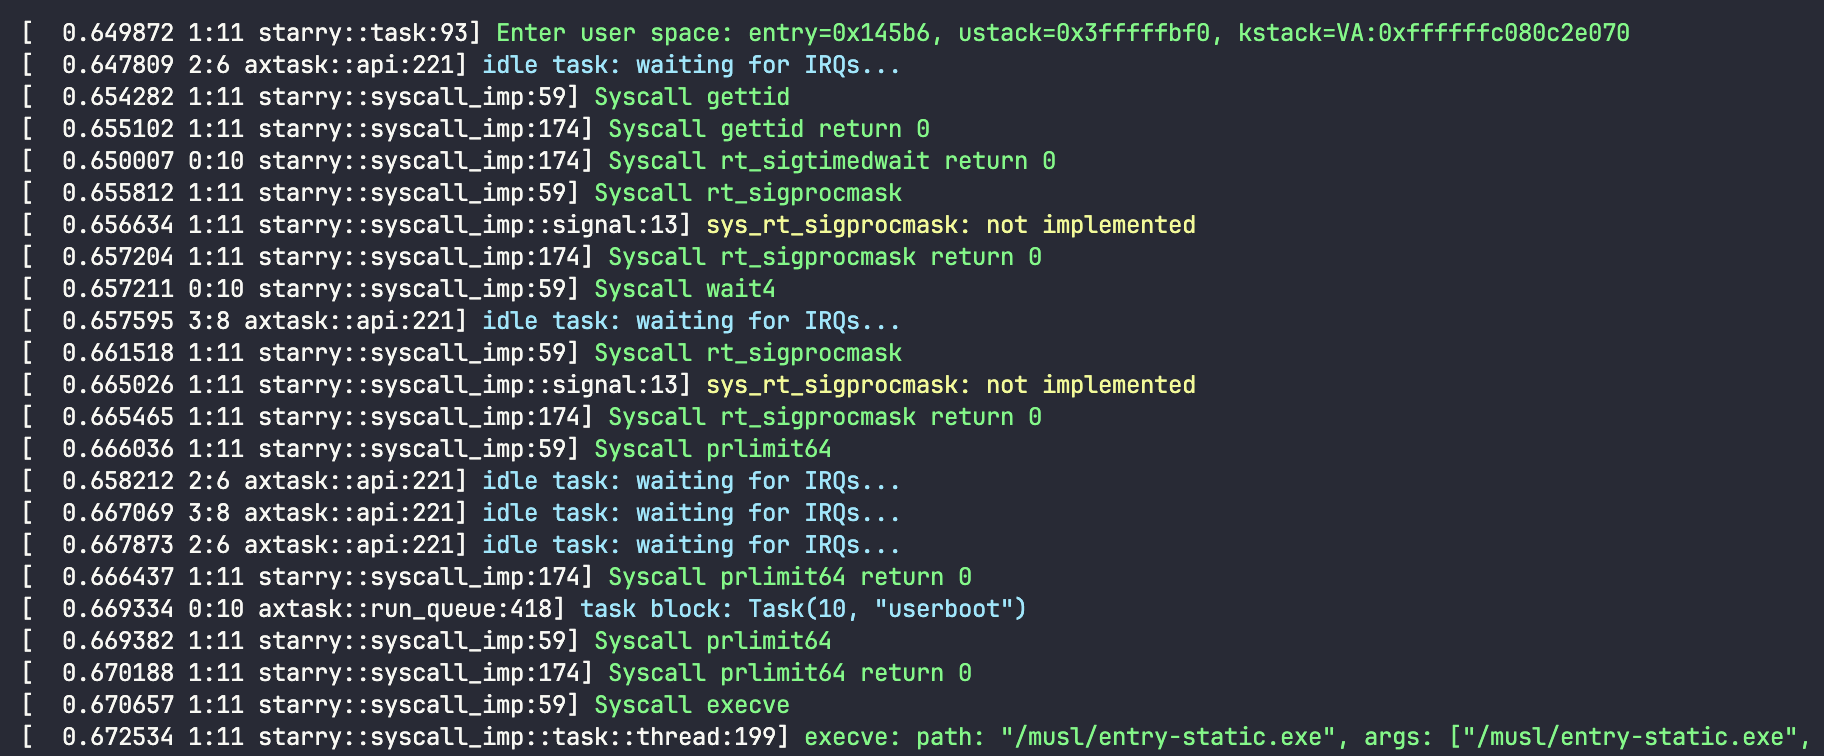 [  0.649872 1:11 starry::task:93] Enter user space: entry=0x145b6, ustack=0x3fffffbf0, kstack=VA:0xffffffc080c2e070
[  0.647809 2:6 axtask::api:221] idle task: waiting for IRQs...
[  0.654282 1:11 starry::syscall_imp:59] Syscall gettid
[  0.655102 1:11 starry::syscall_imp:174] Syscall gettid return 0
[  0.650007 0:10 starry::syscall_imp:174] Syscall rt_sigtimedwait return 0
[  0.655812 1:11 starry::syscall_imp:59] Syscall rt_sigprocmask
[  0.656634 1:11 starry::syscall_imp::signal:13] sys_rt_sigprocmask: not implemented
[  0.657204 1:11 starry::syscall_imp:174] Syscall rt_sigprocmask return 0
[  0.657211 0:10 starry::syscall_imp:59] Syscall wait4
[  0.657595 3:8 axtask::api:221] idle task: waiting for IRQs...
[  0.661518 1:11 starry::syscall_imp:59] Syscall rt_sigprocmask
[  0.665026 1:11 starry::syscall_imp::signal:13] sys_rt_sigprocmask: not implemented
[  0.665465 1:11 starry::syscall_imp:174] Syscall rt_sigprocmask return 0
[  0.666036 1:11 starry::syscall_imp:59] Syscall prlimit64
[  0.658212 2:6 axtask::api:221] idle task: waiting for IRQs...
[  0.667069 3:8 axtask::api:221] idle task: waiting for IRQs...
[  0.667873 2:6 axtask::api:221] idle task: waiting for IRQs...
[  0.666437 1:11 starry::syscall_imp:174] Syscall prlimit64 return 0
[  0.669334 0:10 axtask::run_queue:418] task block: Task(10, "userboot")
[  0.669382 1:11 starry::syscall_imp:59] Syscall prlimit64
[  0.670188 1:11 starry::syscall_imp:174] Syscall prlimit64 return 0
[  0.670657 1:11 starry::syscall_imp:59] Syscall execve
[  0.672534 1:11 starry::syscall_imp::task::thread:199] execve: path: "/musl/entry-static.exe", args: ["/musl/entry-static.exe",